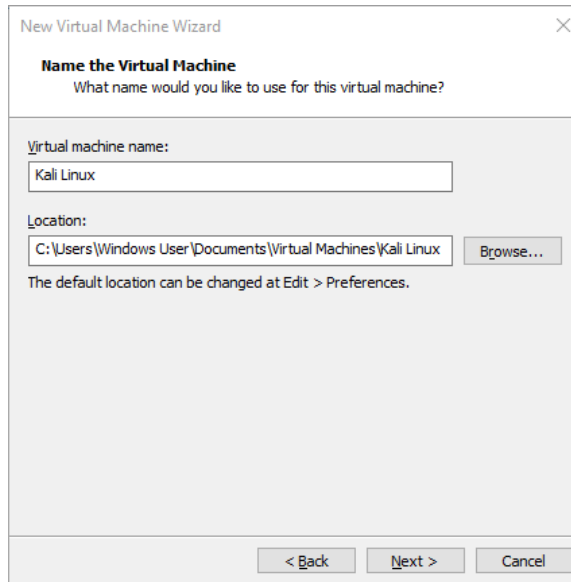 New Virtual Machine Wizard
Name the Virtual Machine
What name would you like to use for this virtual machine?
Virtual machine name:
Kali Linux
Location:
C:\Users\Windows User\Documents\Virtual Machines\Kali Linux
Browse...
The default location can be changed at Edit > Preferences.
< Back
Next >
Cancel